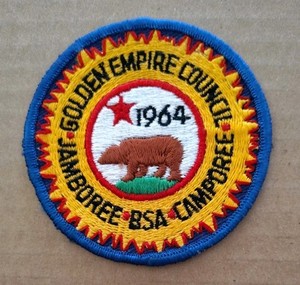 GOLDEN EMPIRE COUNCIL
1964
JAMBOREE • BSA • CAMPOREE